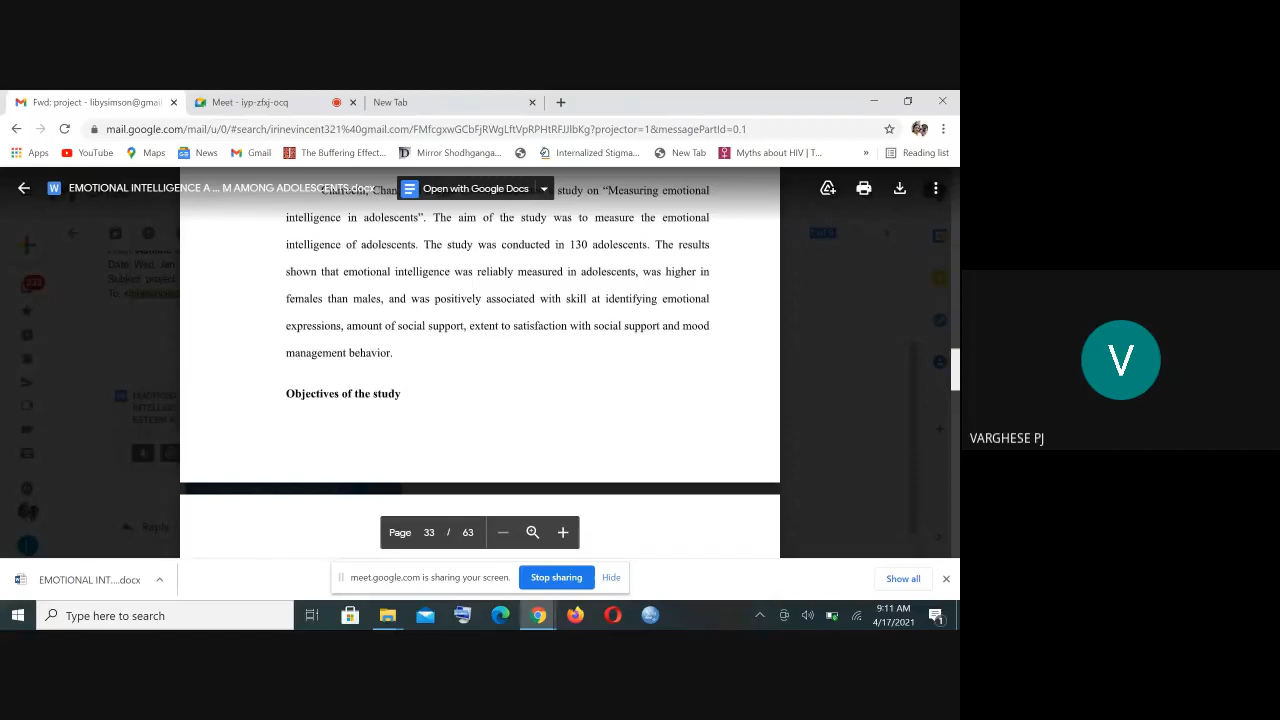 Fwd: project - libysimson@gmai
Meet - iyp-zfxj-ocq
New Tab
mail.google.com/mail/u/0/#search/irinevincent321%40gmail.com/FMfcgxwGCbFjRWgLftVpRPHtRFJJlbKg?projector=1&messagePartId=0.1
Apps
YouTube
Maps
News
Gmail
The Buffering Effect...
Mirror Shodhganga...
Internalized Stigma...
New Tab
Myths about HIV | T...
»
Reading list
EMOTIONAL INTELLIGENCE A ... M AMONG ADOLESCENTS.docx
Open with Google Docs
study on “Measuring emotional
intelligence in adolescents”. The aim of the study was to measure the emotional
intelligence of adolescents. The study was conducted in 130 adolescents. The results
shown that emotional intelligence was reliably measured in adolescents, was higher in
females than males, and was positively associated with skill at identifying emotional
expressions, amount of social support, extent to satisfaction with social support and mood
management behavior.
Objectives of the study
Date: Wed, Jan
Subject: project
To:
Reply
Page 33 / 63
V
VARGHESE PJ
EMOTIONAL INT....docx
meet.google.com is sharing your screen.
Stop sharing
Hide
Show all
Type here to search
9:11 AM
4/17/2021